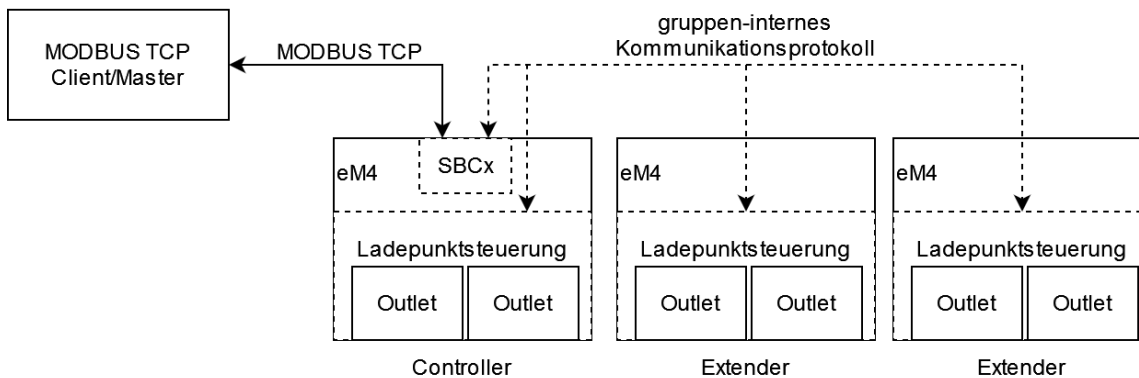 gruppen-internes
Kommunikationsprotokoll
MODBUS TCP
Client/Master
MODBUS TCP
eM4
SBCx
eM4
eM4
Ladepunktsteuerung
Ladepunktsteuerung
Ladepunktsteuerung
Outlet
Outlet
Outlet
Outlet
Outlet
Outlet
Controller
Extender
Extender